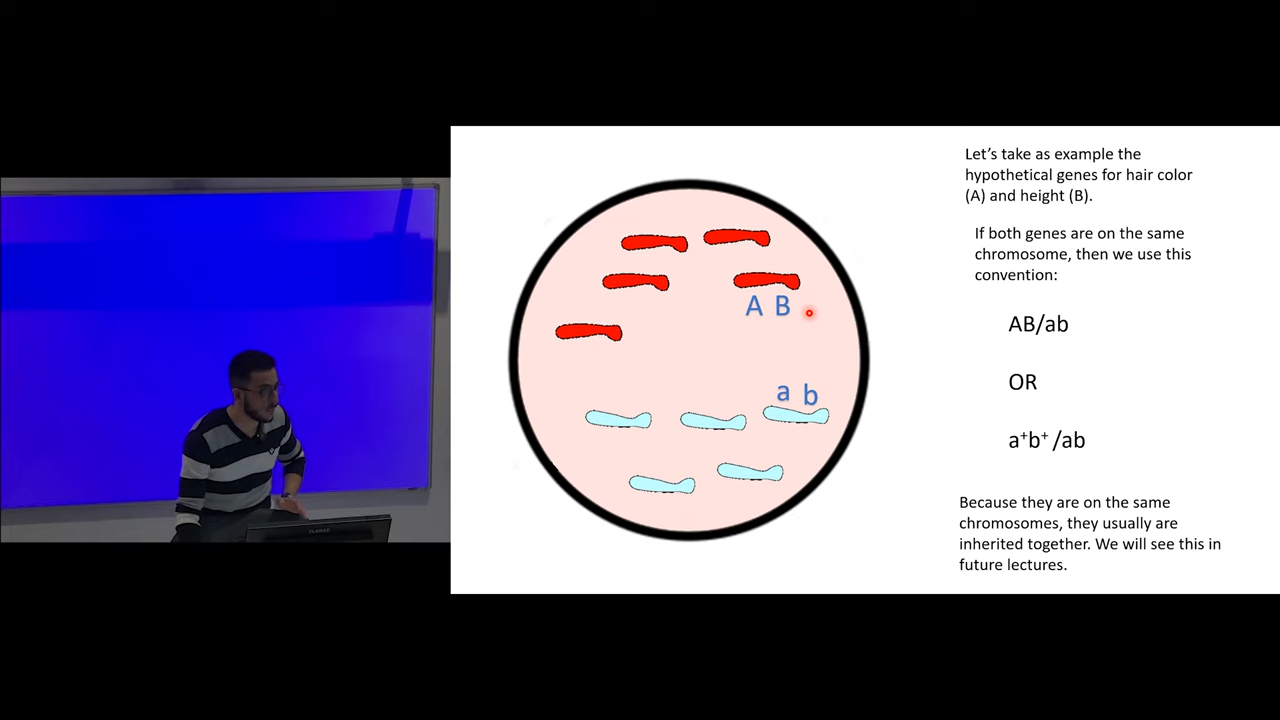 Let's take as example the
hypothetical genes for hair color
(A) and height (B).
If both genes are on the same
chromosome, then we use this
convention:
A B
a b
AB/ab
OR
a⁺b⁺ /ab
Because they are on the same
chromosomes, they usually are
inherited together. We will see this in
future lectures.